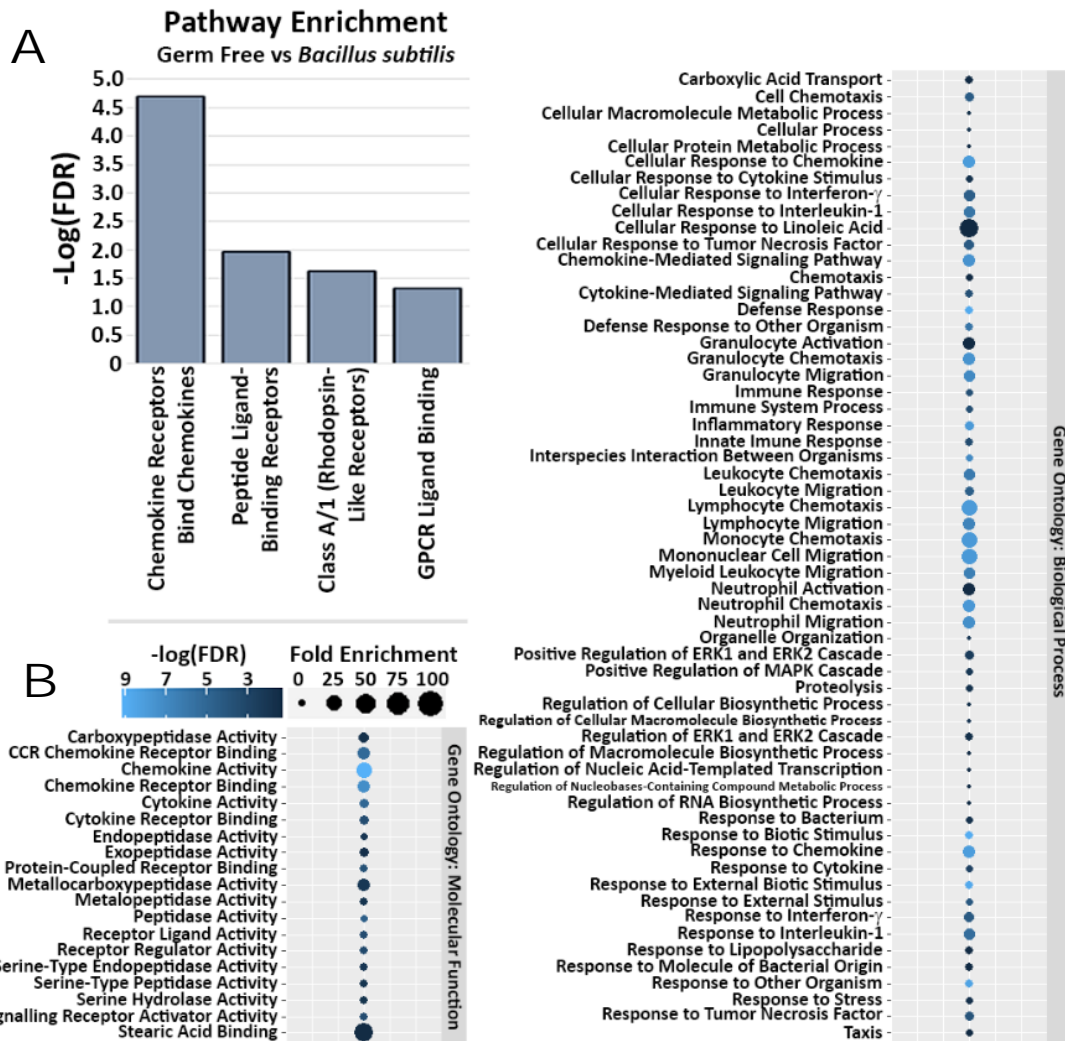 A
Pathway Enrichment
Germ Free vs Bacillus subtilis
-Log(FDR)
5.0
4.5
4.0
3.5
3.0
2.5
2.0
1.5
1.0
0.5
0
Chemokine Receptors
Bind Chemokines
Peptide Ligand-
Binding Receptors
Class A/1 (Rhodopsin-
Like Receptors)
GPCR Ligand Binding
B
-log(FDR)
9 7 5 3
Fold Enrichment
0 25 50 75 100
Carboxypeptidase Activity
CCR Chemokine Receptor Binding
Chemokine Activity
Chemokine Receptor Binding
Cytokine Activity
Cytokine Receptor Binding
Endopeptidase Activity
Exopeptidase Activity
Protein-Coupled Receptor Binding
Metallocarboxypeptidase Activity
Metalopeptidase Activity
Peptidase Activity
Receptor Ligand Activity
Receptor Regulator Activity
Serine-Type Endopeptidase Activity
Serine-Type Peptidase Activity
Serine Hydrolase Activity
gnalling Receptor Activator Activity
Stearic Acid Binding
Gene Ontology: Molecular Function
Carboxylic Acid Transport
Cell Chemotaxis
Cellular Macromolecule Metabolic Process
Cellular Process
Cellular Protein Metabolic Process
Cellular Response to Chemokine
Cellular Response to Cytokine Stimulus
Cellular Response to Interferon-γ
Cellular Response to Interleukin-1
Cellular Response to Linoleic Acid
Cellular Response to Tumor Necrosis Factor
Chemokine-Mediated Signaling Pathway
Chemotaxis
Cytokine-Mediated Signaling Pathway
Defense Response
Defense Response to Other Organism
Granulocyte Activation
Granulocyte Chemotaxis
Granulocyte Migration
Immune Response
Immune System Process
Inflammatory Response
Innate Imune Response
Interspecies Interaction Between Organisms
Leukocyte Chemotaxis
Leukocyte Migration
Lymphocyte Chemotaxis
Lymphocyte Migration
Monocyte Chemotaxis
Mononuclear Cell Migration
Myeloid Leukocyte Migration
Neutrophil Activation
Neutrophil Chemotaxis
Neutrophil Migration
Organelle Organization
Positive Regulation of ERK1 and ERK2 Cascade
Positive Regulation of MAPK Cascade
Proteolysis
Regulation of Cellular Biosynthetic Process
Regulation of Cellular Macromolecule Biosynthetic Process
Regulation of ERK1 and ERK2 Cascade
Regulation of Macromolecule Biosynthetic Process
Regulation of Nucleic Acid-Templated Transcription
Regulation of Nucleobases-Containing Compound Metabolic Process
Regulation of RNA Biosynthetic Process
Response to Bacterium
Response to Biotic Stimulus
Response to Chemokine
Response to Cytokine
Response to External Biotic Stimulus
Response to External Stimulus
Response to Interferon-γ
Response to Interleukin-1
Response to Lipopolysaccharide
Response to Molecule of Bacterial Origin
Response to Other Organism
Response to Stress
Response to Tumor Necrosis Factor
Taxis
Gene Ontology: Biological Process